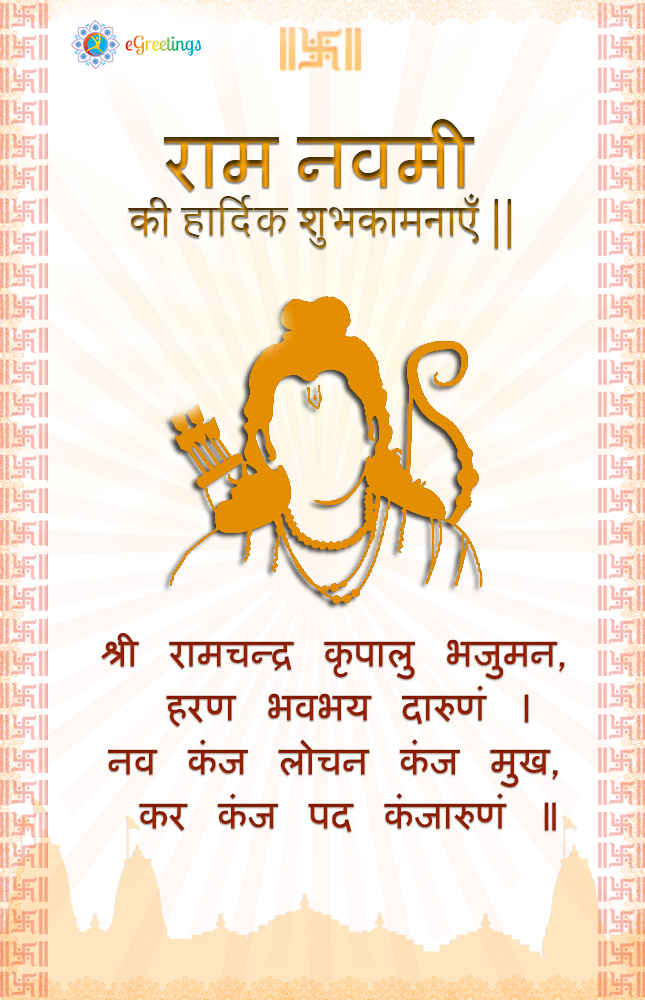 eGreetings
राम नवमी
की हार्दिक शुभकामनाएँ ||
श्री रामचन्द्र कृपालु भजुमन,
हरण भवभय दारुणं ।
नव कंज लोचन कंज मुख,
कर कंज पद कंजारुणं ॥